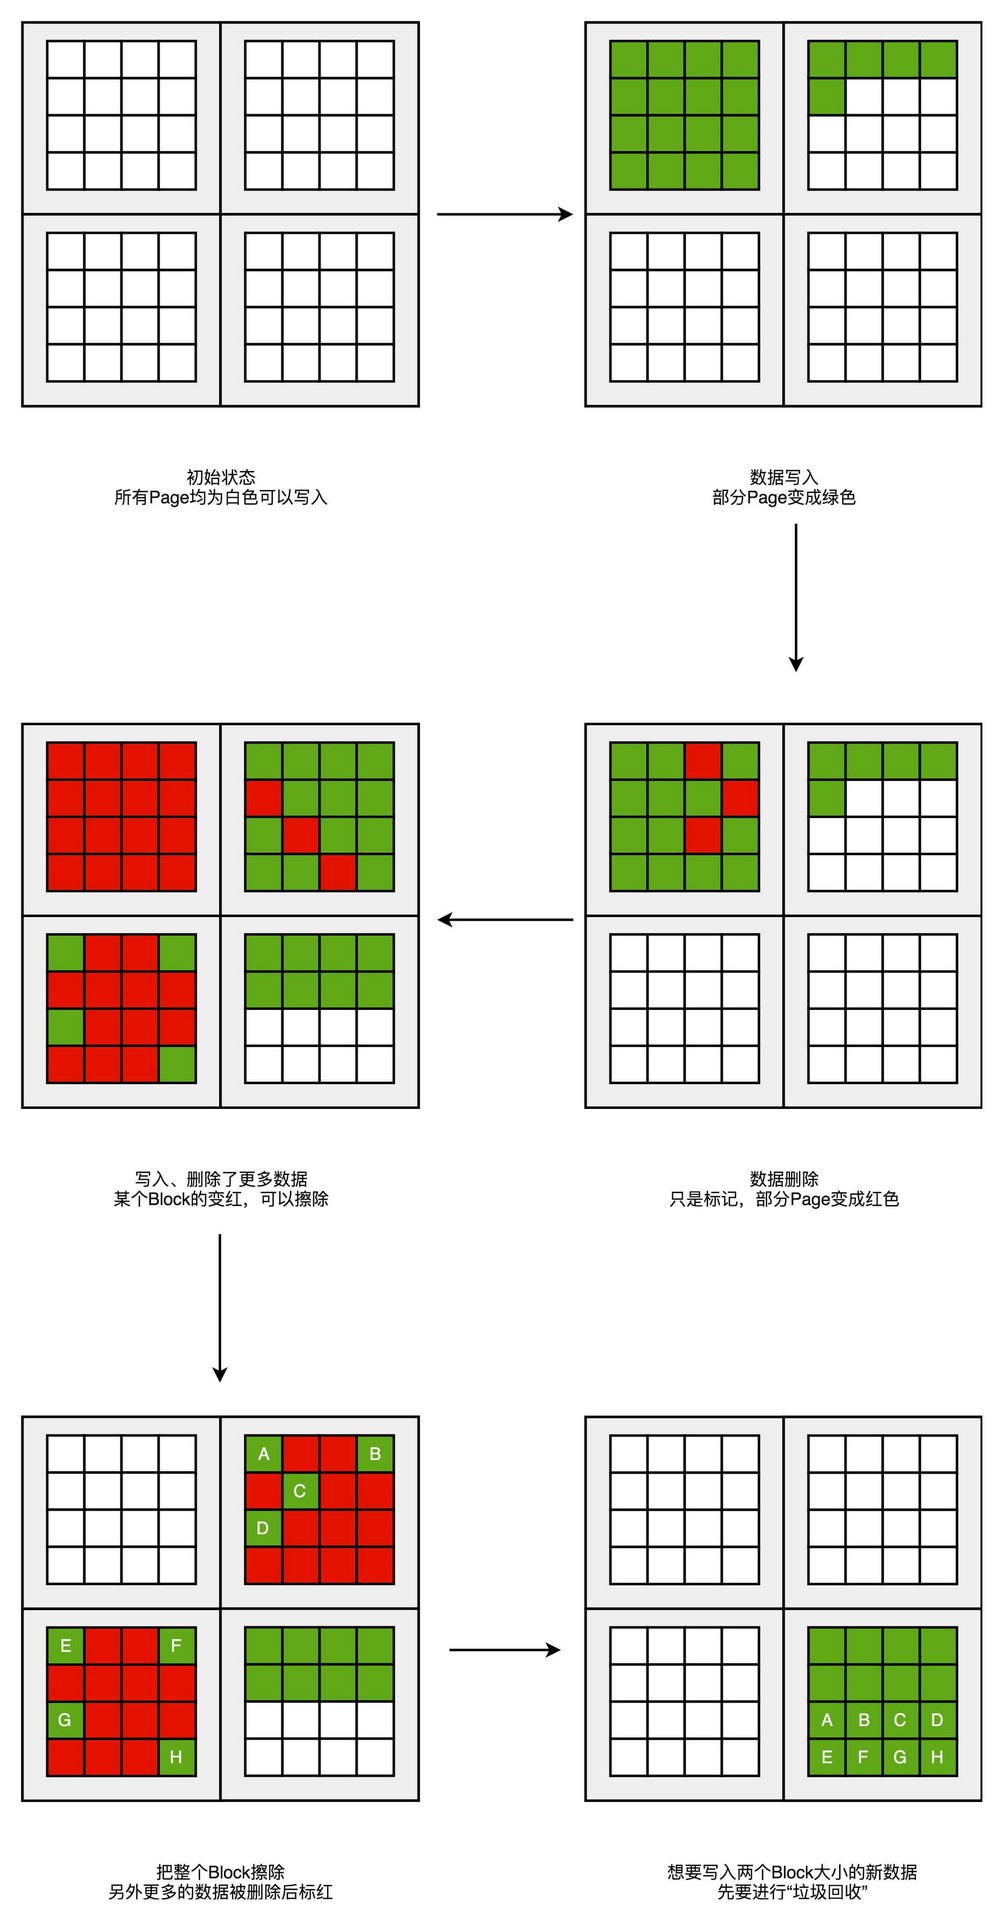 初始状态
所有Page均为白色可以写入
数据写入
部分Page变成绿色
写入、删除了更多数据
某个Block的变红，可以擦除
数据删除
只是标记，部分Page变成红色
A B
C
D
E F
G
H
A B C D
E F G H
把整个Block擦除
另外更多的数据被删除后标红
想要写入两个Block大小的新数据
先要进行“垃圾回收”